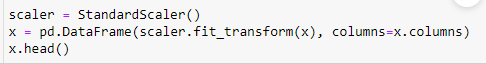 scaler = StandardScaler()
x = pd.DataFrame(scaler.fit_transform(x), columns=x.columns)
x.head()